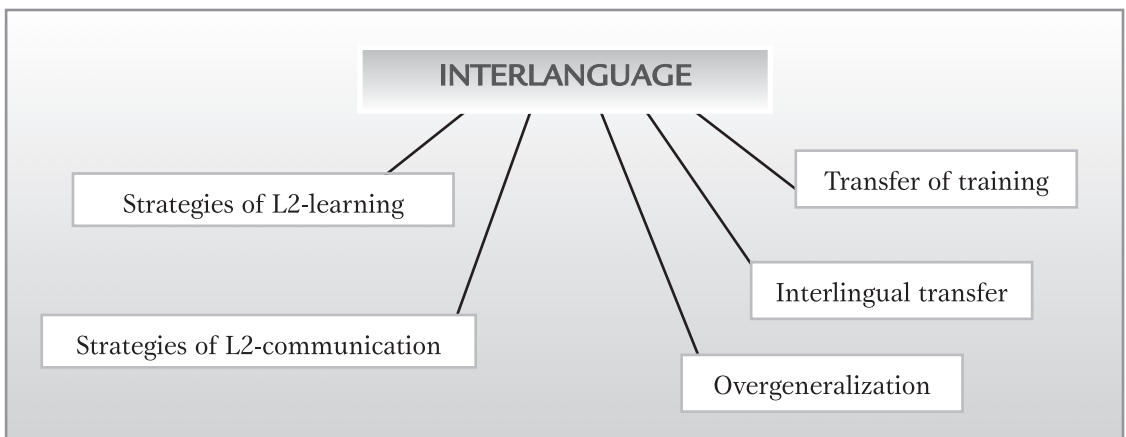 INTERLANGUAGE
Strategies of L2-learning
Transfer of training
Strategies of L2-communication
Interlingual transfer
Overgeneralization